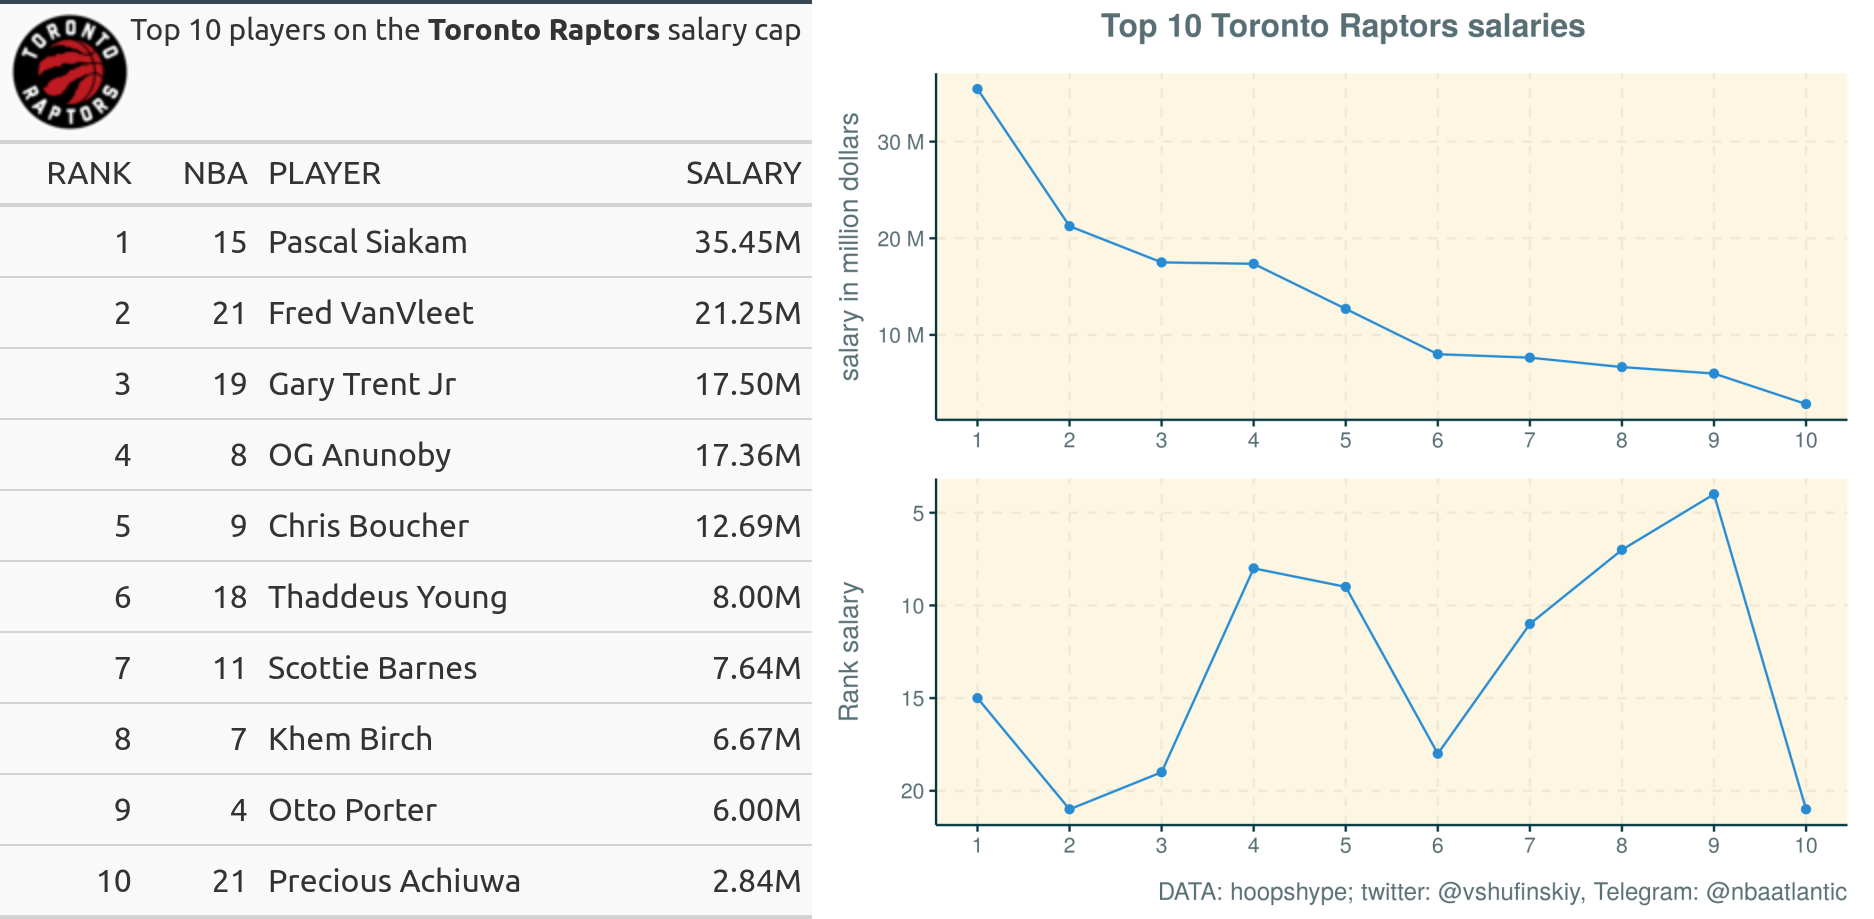 TORONTO
RAPTORS
Top 10 players on the Toronto Raptors salary cap
RANK NBA PLAYER SALARY
1 15 Pascal Siakam 35.45M
2 21 Fred VanVleet 21.25M
3 19 Gary Trent Jr 17.50M
4 8 OG Anunoby 17.36M
5 9 Chris Boucher 12.69M
6 18 Thaddeus Young 8.00M
7 11 Scottie Barnes 7.64M
8 7 Khem Birch 6.67M
9 4 Otto Porter 6.00M
10 21 Precious Achiuwa 2.84M
Top 10 Toronto Raptors salaries
salary in million dollars
30 M
20 M
10 M
1 2 3 4 5 6 7 8 9 10
Rank salary
5
10
15
20
1 2 3 4 5 6 7 8 9 10
DATA: hoopshype; twitter: @vshufinskiy, Telegram: @nbaatlantic